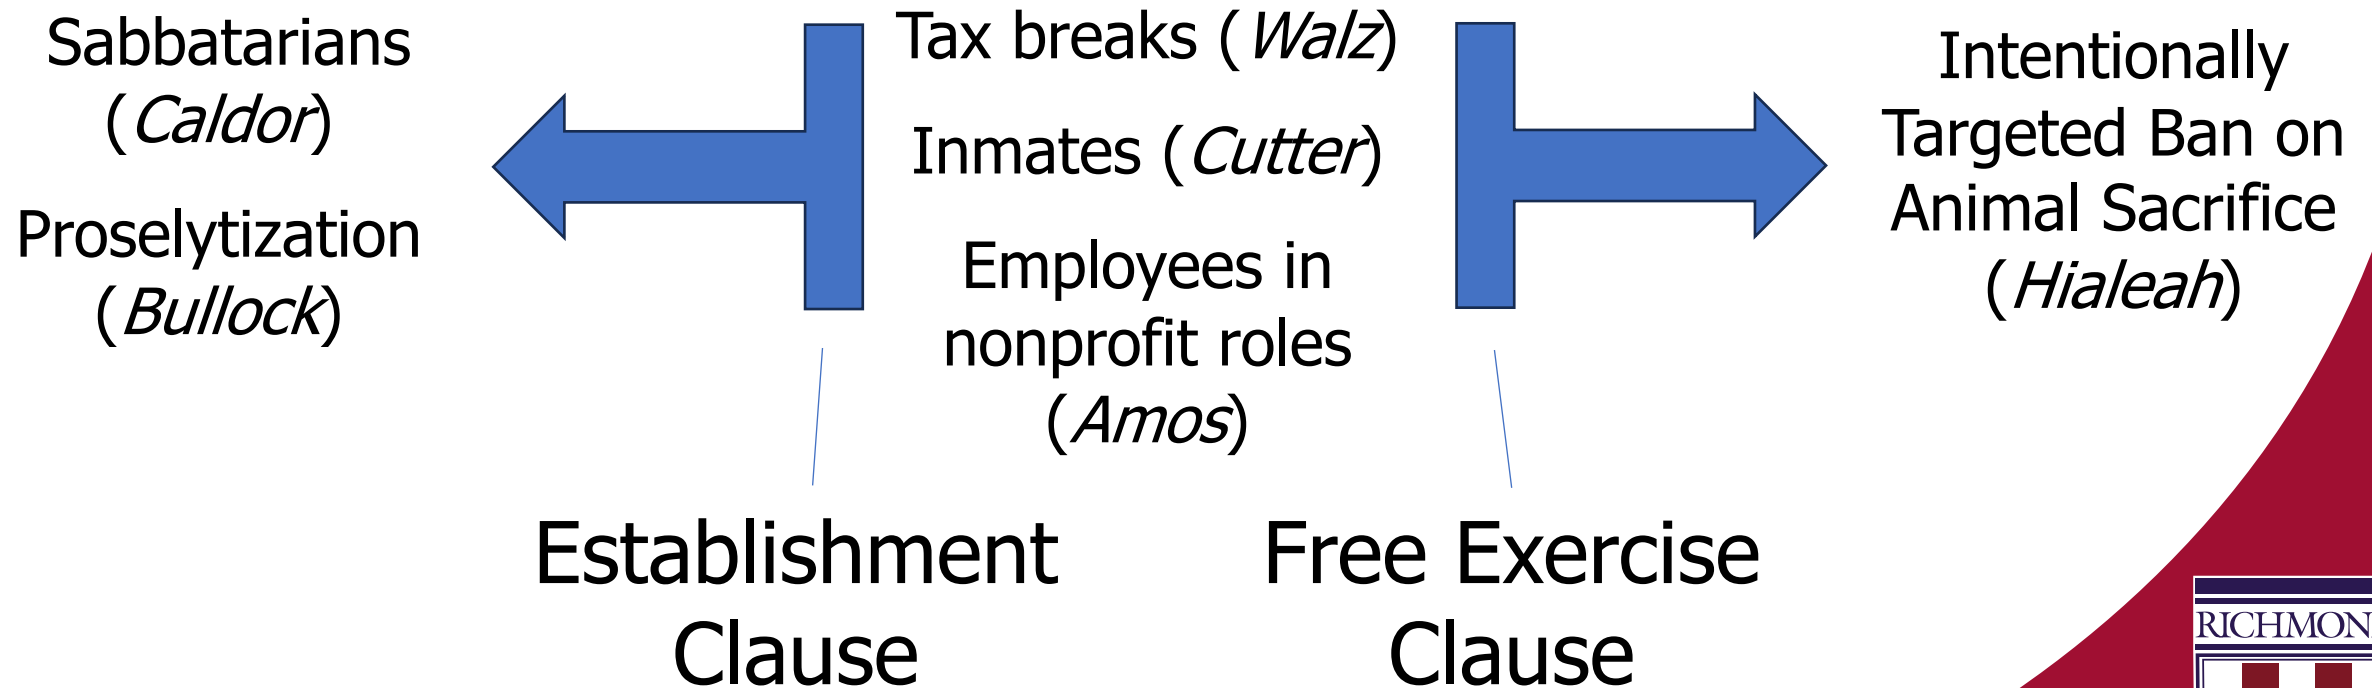 Sabbatarians
(Caldor)
Proselytization
(Bullock)
Tax breaks (Walz)
Inmates (Cutter)
Employees in
nonprofit roles
(Amos)
Intentionally
Targeted Ban on
Animal Sacrifice
(Hialeah)
Establishment
Clause
Free Exercise
Clause
RICHMON